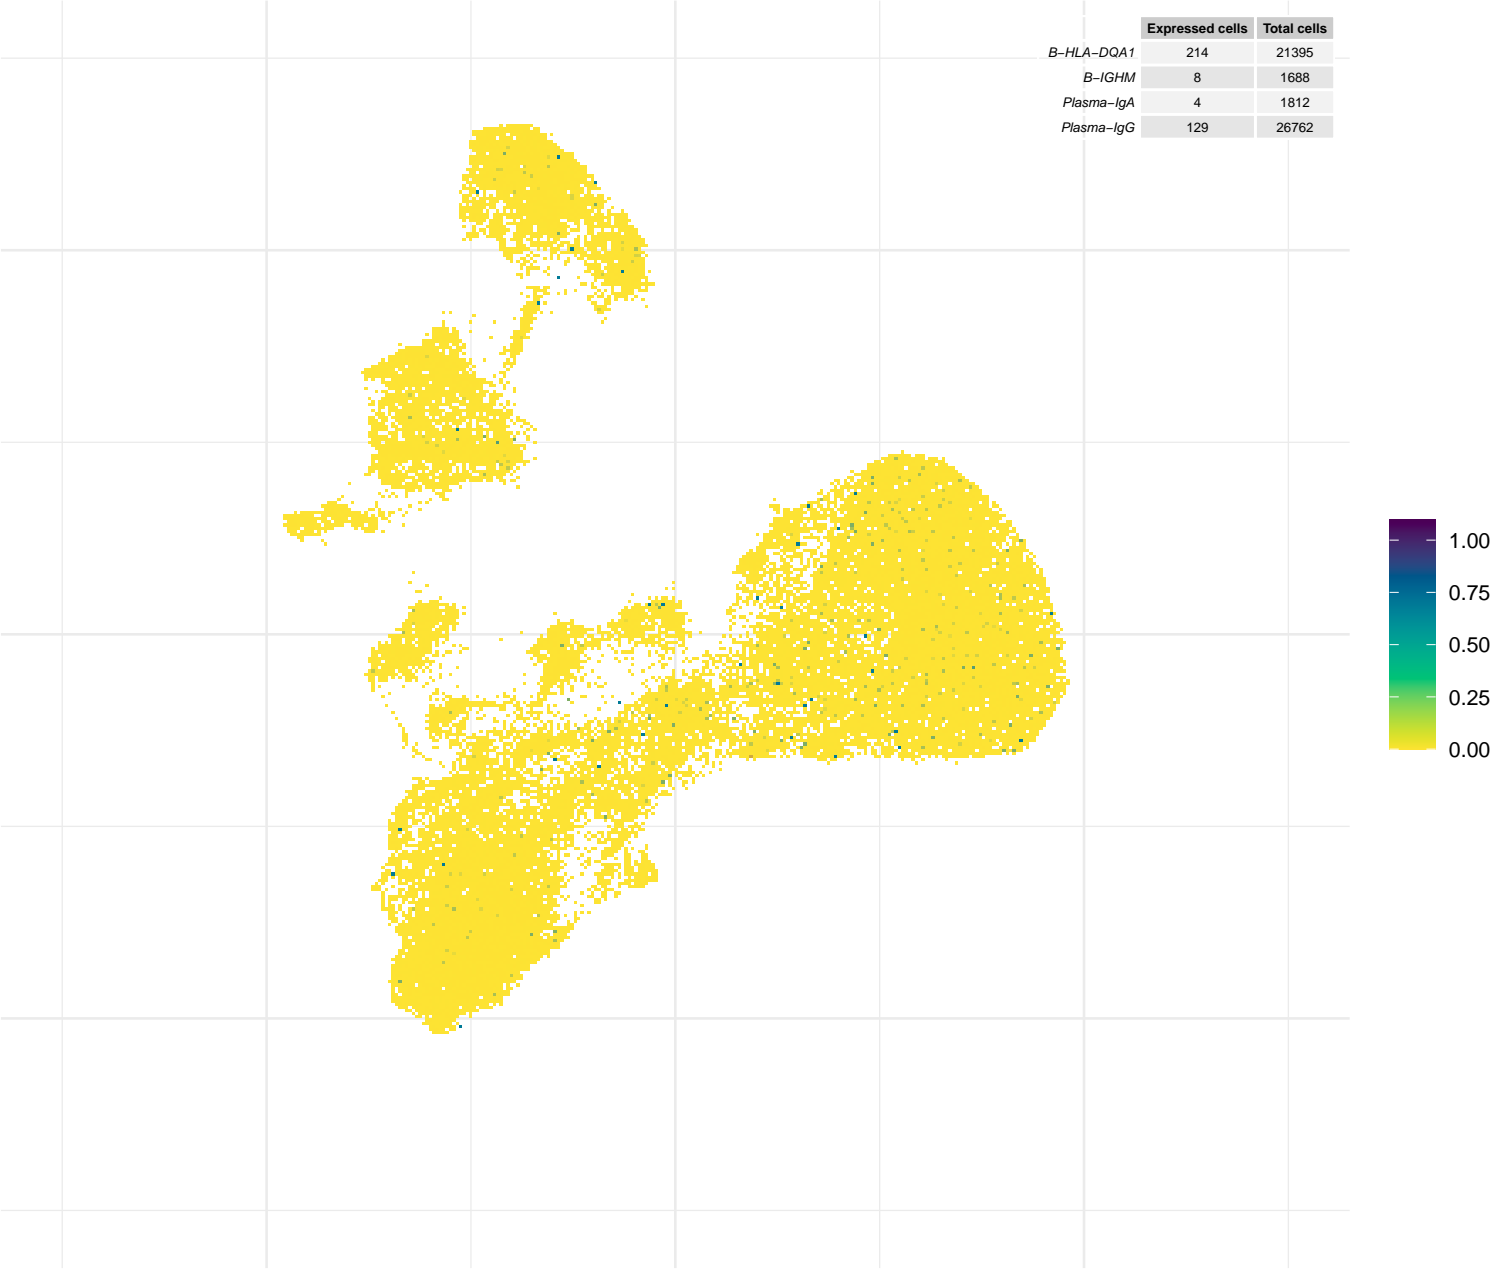 Expressed cells Total cells
B−HLA−DQA1 214 21395
B−IGHM 8 1688
Plasma−IgA 4 1812
Plasma−IgG 129 26762
1.00
0.75
0.50
0.25
0.00